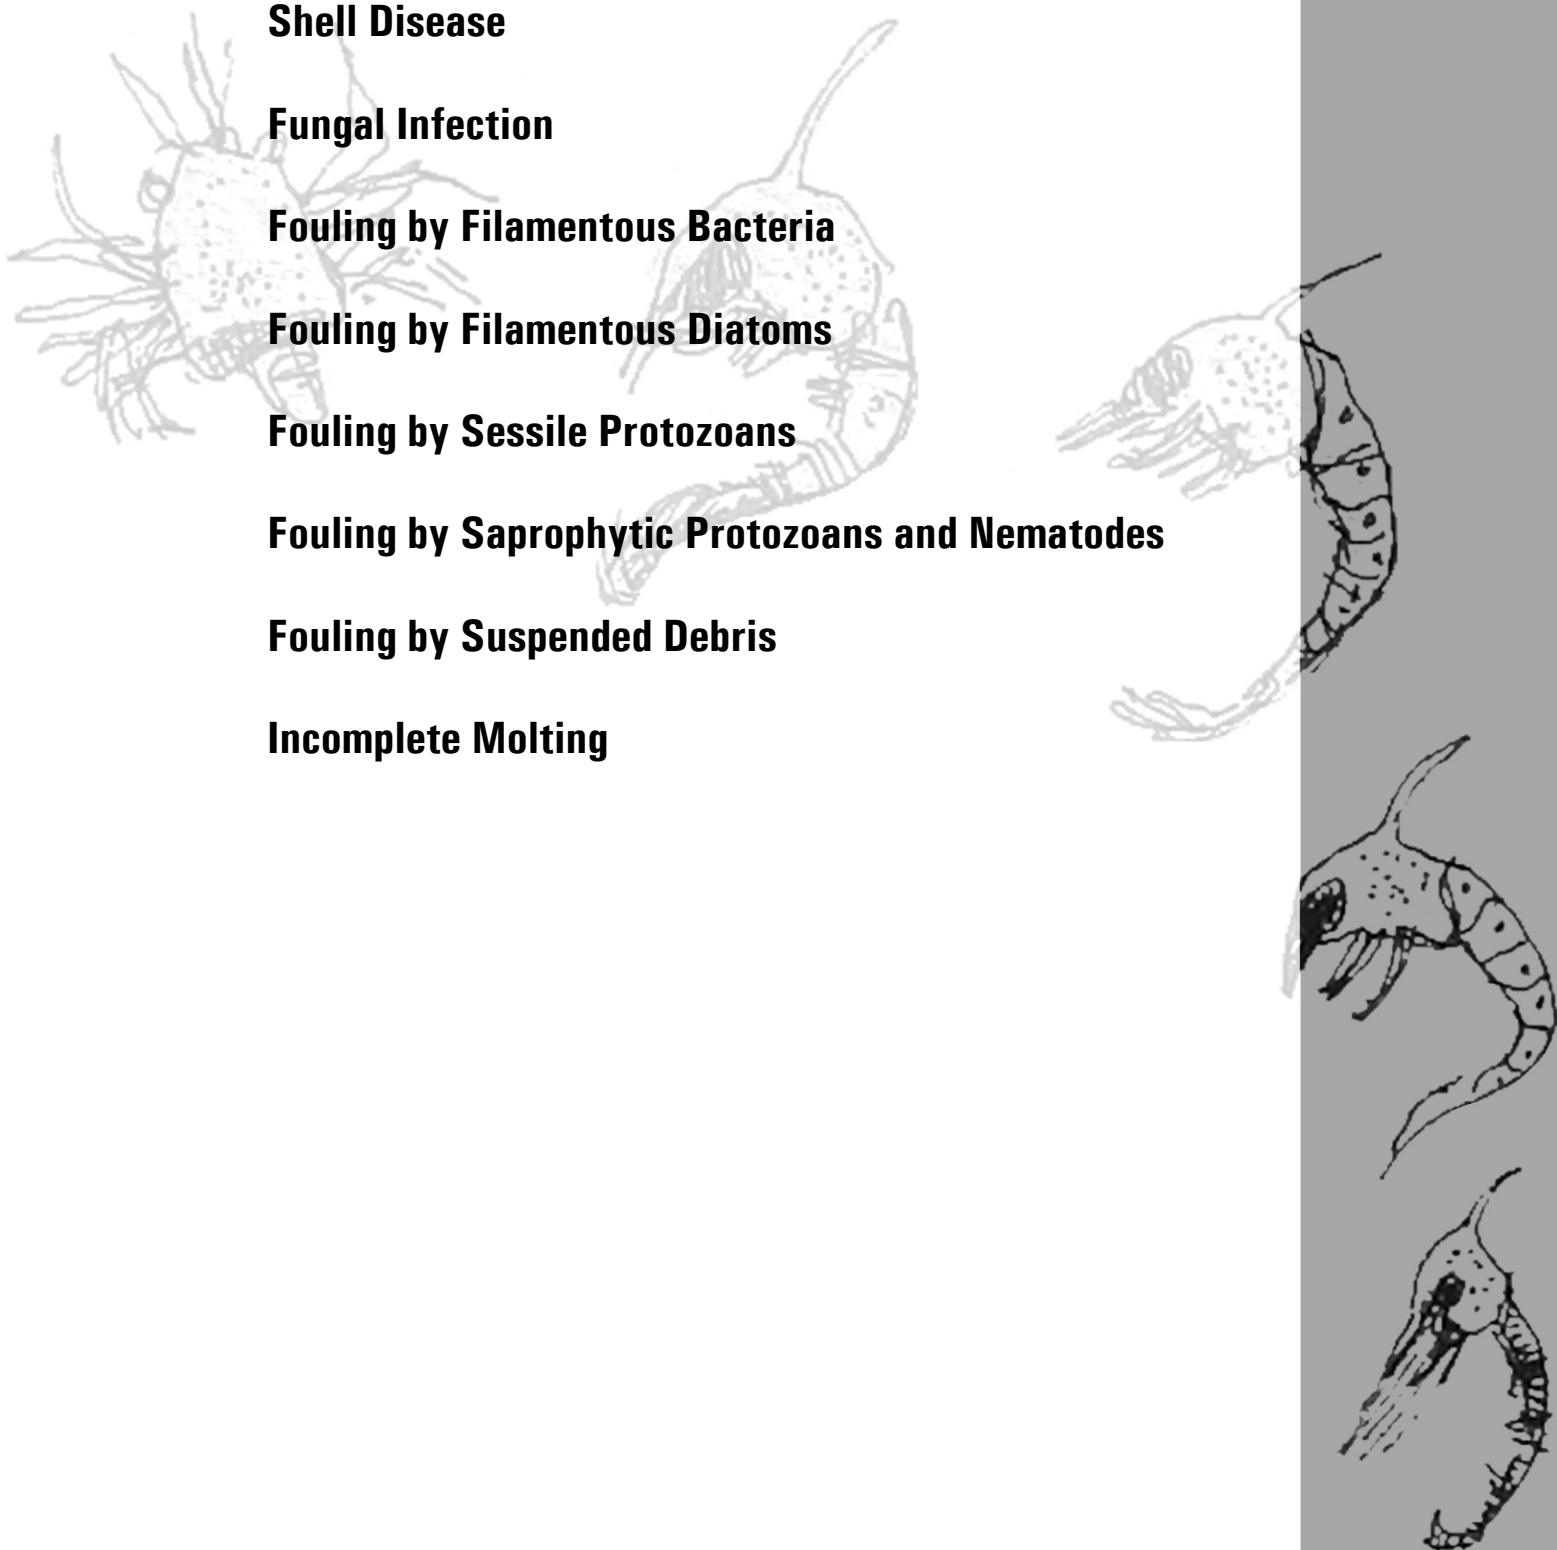 Shell Disease
Fungal Infection
Fouling by Filamentous Bacteria
Fouling by Filamentous Diatoms
Fouling by Sessile Protozoans
Fouling by Saprophytic Protozoans and Nematodes
Fouling by Suspended Debris
Incomplete Molting